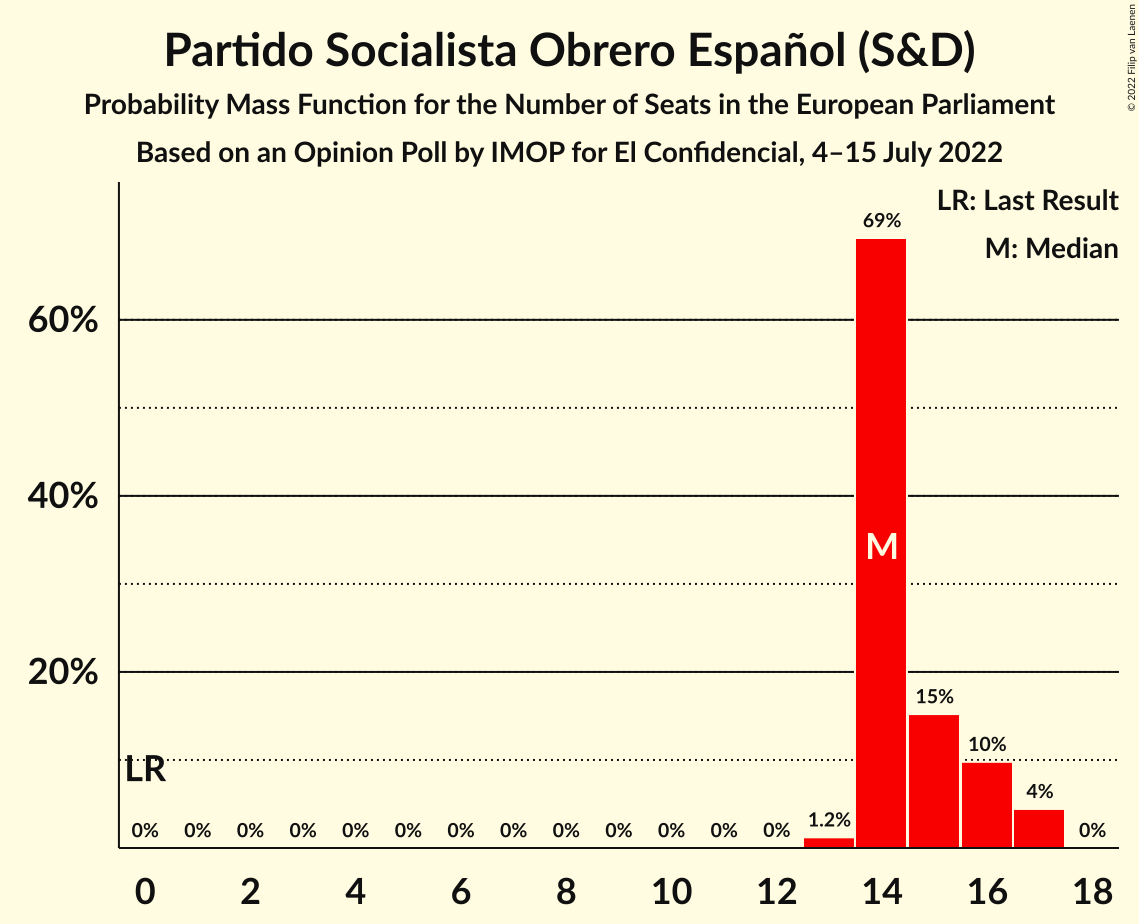 Partido Socialista Obrero Español (S&D)
Probability Mass Function for the Number of Seats in the European Parliament
Based on an Opinion Poll by IMOP for El Confidencial, 4–15 July 2022
© 2022 Filip van Laenen
LR: Last Result
M: Median
69%
60%
40%
M
20%
15%
10%
LR
4%
1.2%
0% 0% 0% 0% 0% 0% 0% 0% 0% 0% 0% 0% 0% 0%
0 2 4 6 8 10 12 14 16 18